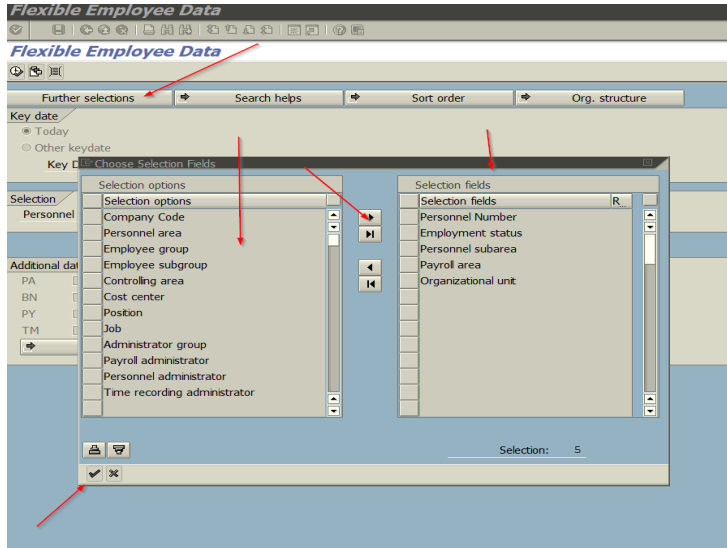 Flexible Employee Data
Flexible Employee Data
Further selections Search helps Sort order Org. structure
Key date
Today
Other keydate
Key D
Choose Selection Fields
Selection options Selection fields
Selection options Selection fields R..
Company Code Personnel Number
Personnel area Employment status
Employee group Personnel subarea
Employee subgroup Payroll area
Controlling area Organizational unit
Cost center
Position
Job
Administrator group
Payroll administrator
Personnel administrator
Time recording administrator
Selection
Personnel
Additional dat
PA
BN
PY
TM
Selection: 5